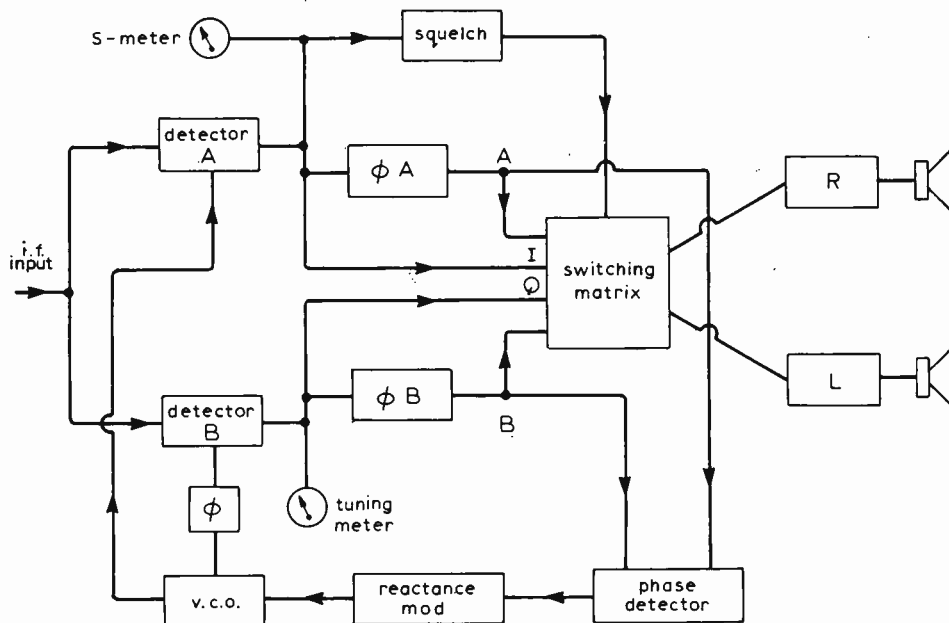 S-meter
squelch
detector
A
ϕ A
A
R
i.f.
input
I
Q
switching
matrix
L
detector
B
ϕ B
B
ϕ
tuning
meter
v.c.o.
reactance
mod
phase
detector